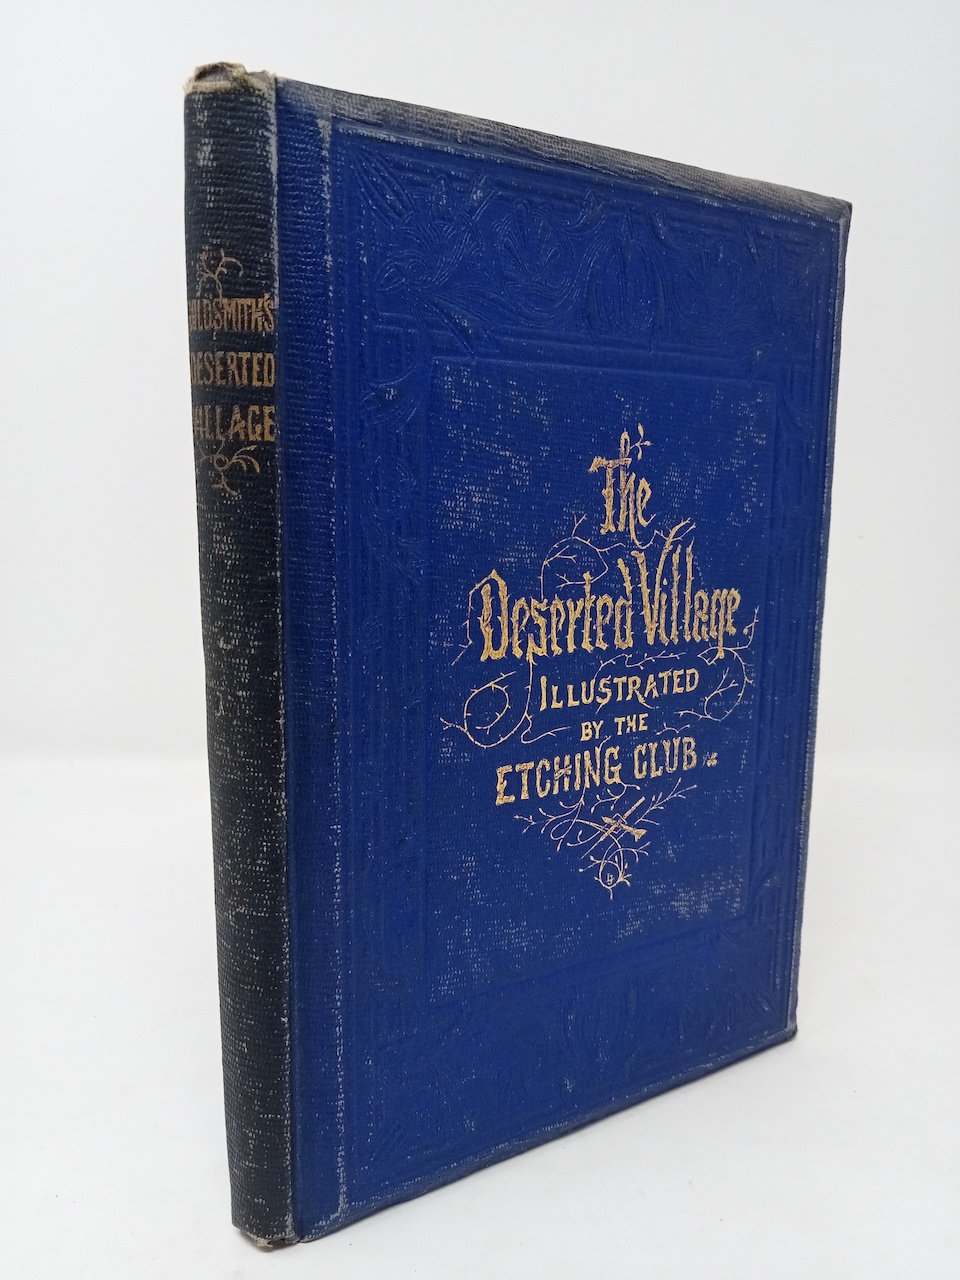 GOLDSMITH'S
DESERTED
VILLAGE
The
Deserted Village
ILLUSTRATED
BY THE
ETCHING CLUB